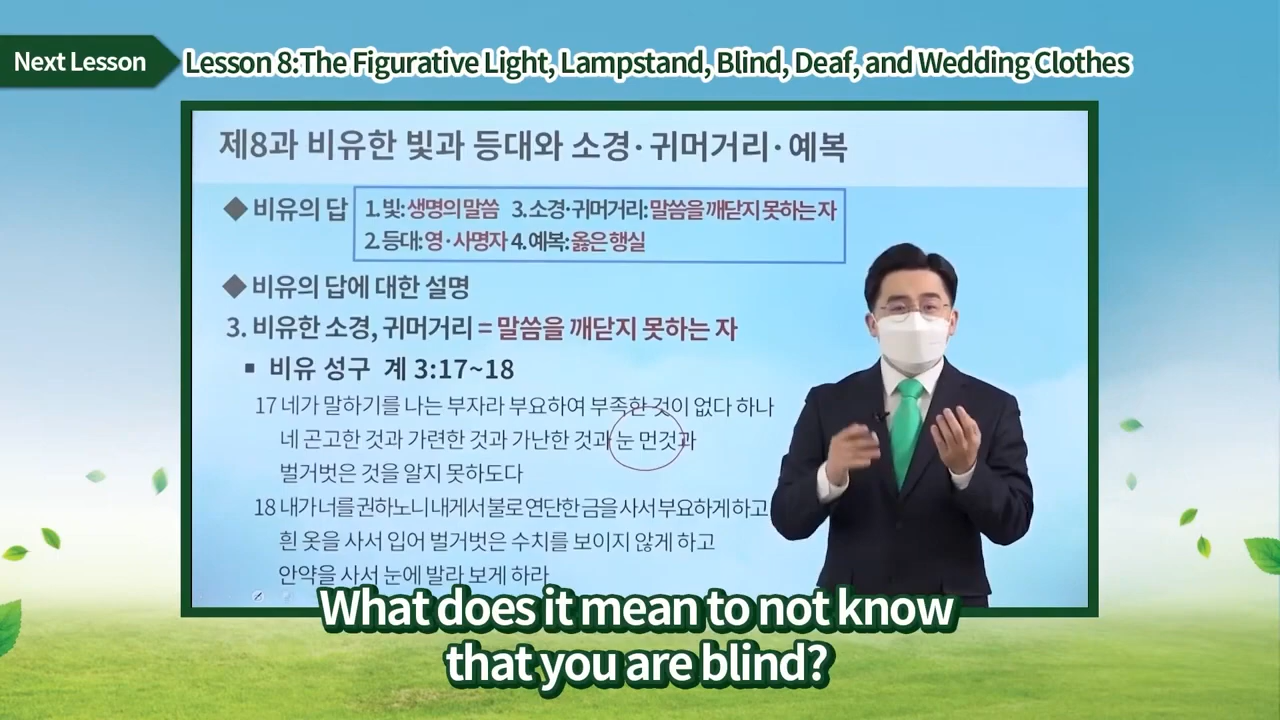 Next Lesson
Lesson 8:The Figurative Light, Lampstand, Blind, Deaf, and Wedding Clothes
제8과 비유한 빛과 등대와 소경·귀머거리·예복
◆ 비유의 답
1. 빛: 생명의 말씀 3. 소경·귀머거리: 말씀을 깨닫지 못하는 자
2. 등대: 영·사명자 4. 예복: 옳은 행실
◆ 비유의 답에 대한 설명
3. 비유한 소경, 귀머거리 = 말씀을 깨닫지 못하는 자
▪ 비유 성구 계 3:17~18
17 네가 말하기를 나는 부자라 부요하여 부족한 것이 없다 하나
네 곤고한 것과 가련한 것과 가난한 것과 눈 먼것과
벌거벗은 것을 알지 못하도다
18 내가 너를 권하노니 내게서 불로 연단한 금을 사서 부요하게 하고
흰 옷을 사서 입어 벌거벗은 수치를 보이지 않게 하고
안약을 사서 눈에 발라 보게 하라
What does it mean to not know
that you are blind?